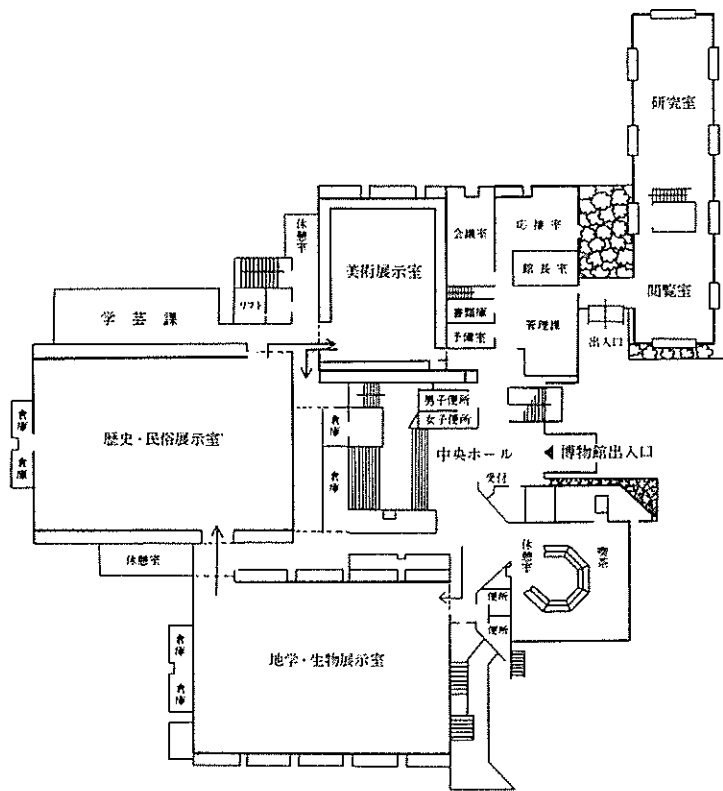 研究室
休憩室
会議室
応接室
美術展示室
館長室
閲覧室
リフト
学芸課
書類庫
予備室
管理課
出入口
男子便所
女子便所
倉庫
倉庫
歴史・民俗展示室
倉庫
倉庫
中央ホール
◀博物館出入口
受付
休憩室
休憩室
喫茶
便所
便所
倉庫
倉庫
地学・生物展示室